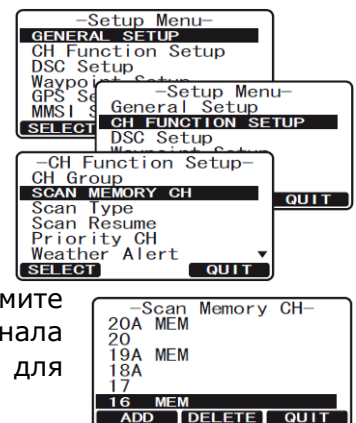 –Setup Menu–
GENERAL SETUP
CH Function Setup
DSC Setup
GPS
MMSI
SELECT
–Setup Menu–
General Setup
CH FUNCTION SETUP
DSC Setup
QUIT
–CH Function Setup–
CH Group
SCAN MEMORY CH
Scan Type
Scan Resume
Priority CH
Weather Alert ▼
SELECT QUIT
мите
нала
для
–Scan Memory CH–
20A MEM
20
19A MEM
18A
17
16 MEM
ADD DELETE QUIT